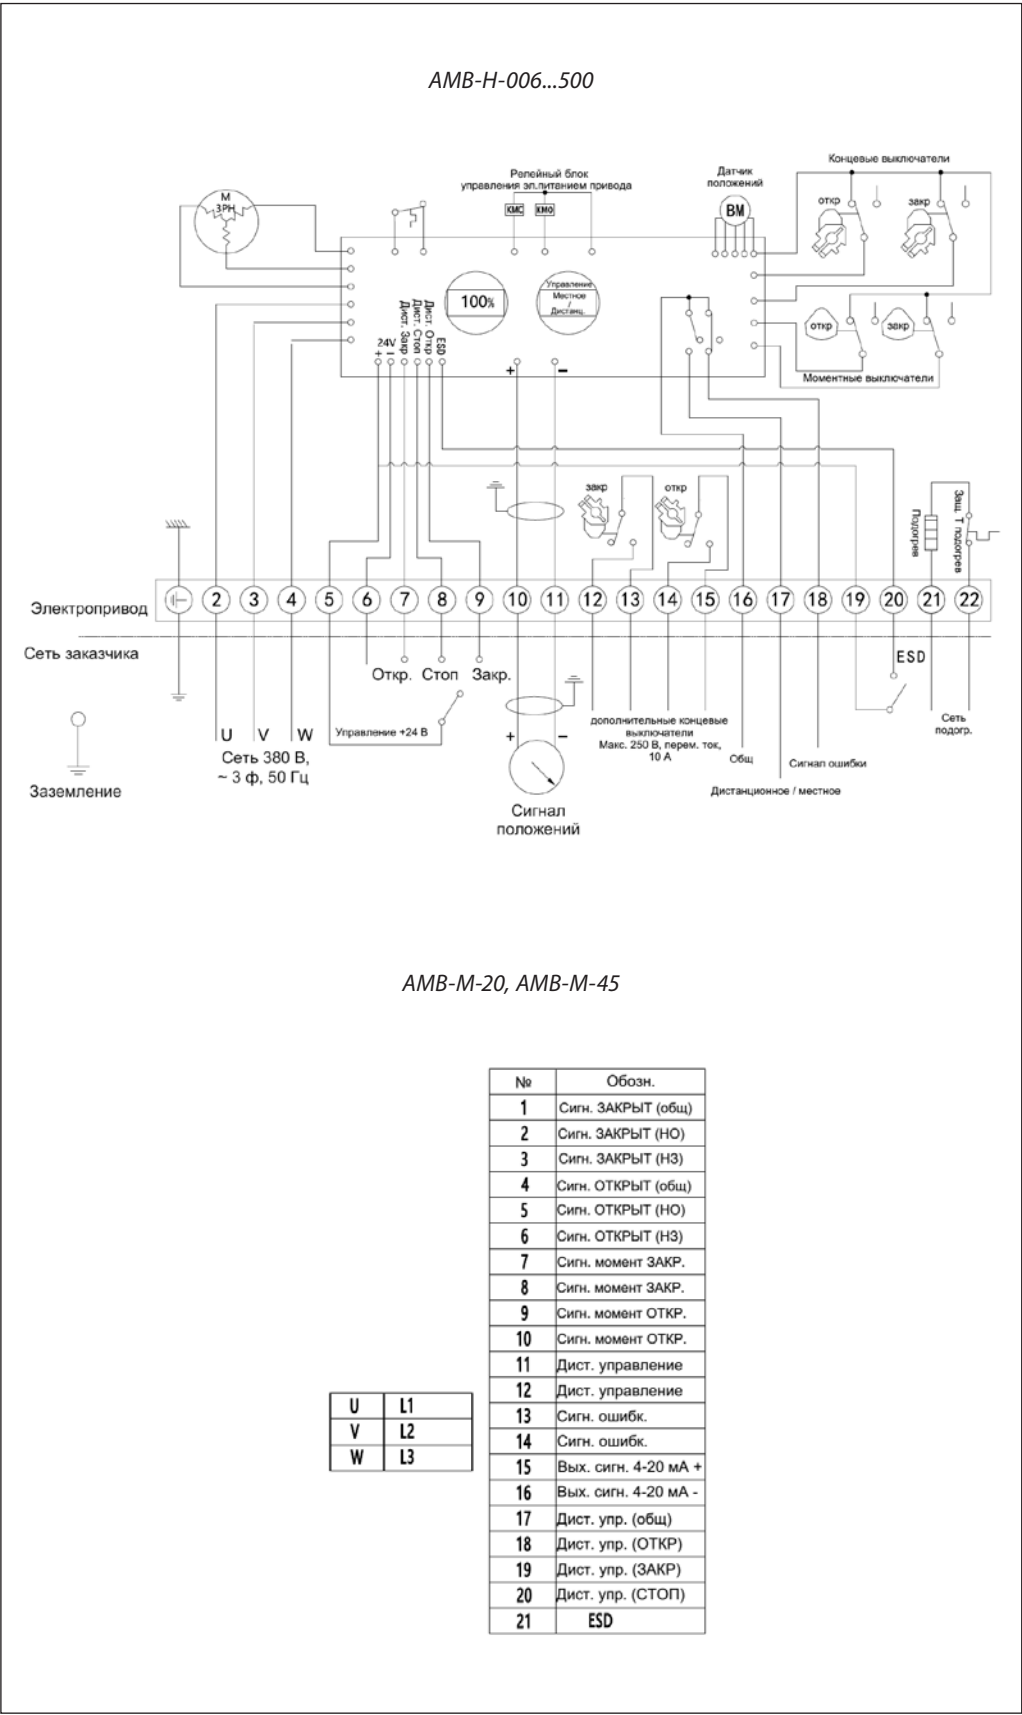 AMB-H-006...500
Концевые выключатели
Релейный блок
управления эл.питанием привода
Датчик
положений
М
3PH
КМС
КМО
ВМ
откр
закр
100%
Управление
Местное
/
Дистанц.
откр
закр
Моментные выключатели
24V
+
−
Дист. Закр
Дист. Стоп
Дист. Откр
ESD
+
−
закр
откр
Подогрев
Защ. Т подогрев
Электропривод
2 3 4 5 6 7 8 9 10 11 12 13 14 15 16 17 18 19 20 21 22
Сеть заказчика
Откр. Стоп Закр.
ESD
U V W
Управление +24 В
Сеть 380 В,
~ 3 ф, 50 Гц
Заземление
+
−
Сигнал
положений
дополнительные концевые
выключатели
Макс. 250 В, перем. ток,
10 А
Общ
Дистанционное / местное
Сигнал ошибки
Сеть
подогр.
AMB-M-20, AMB-M-45
№ Обозн.
1 Сигн. ЗАКРЫТ (общ)
2 Сигн. ЗАКРЫТ (НО)
3 Сигн. ЗАКРЫТ (НЗ)
4 Сигн. ОТКРЫТ (общ)
5 Сигн. ОТКРЫТ (НО)
6 Сигн. ОТКРЫТ (НЗ)
7 Сигн. момент ЗАКР.
8 Сигн. момент ЗАКР.
9 Сигн. момент ОТКР.
10 Сигн. момент ОТКР.
11 Дист. управление
12 Дист. управление
13 Сигн. ошибк.
14 Сигн. ошибк.
15 Вых. сигн. 4-20 мА +
16 Вых. сигн. 4-20 мА -
17 Дист. упр. (общ)
18 Дист. упр. (ОТКР)
19 Дист. упр. (ЗАКР)
20 Дист. упр. (СТОП)
21 ESD
U L1
V L2
W L3